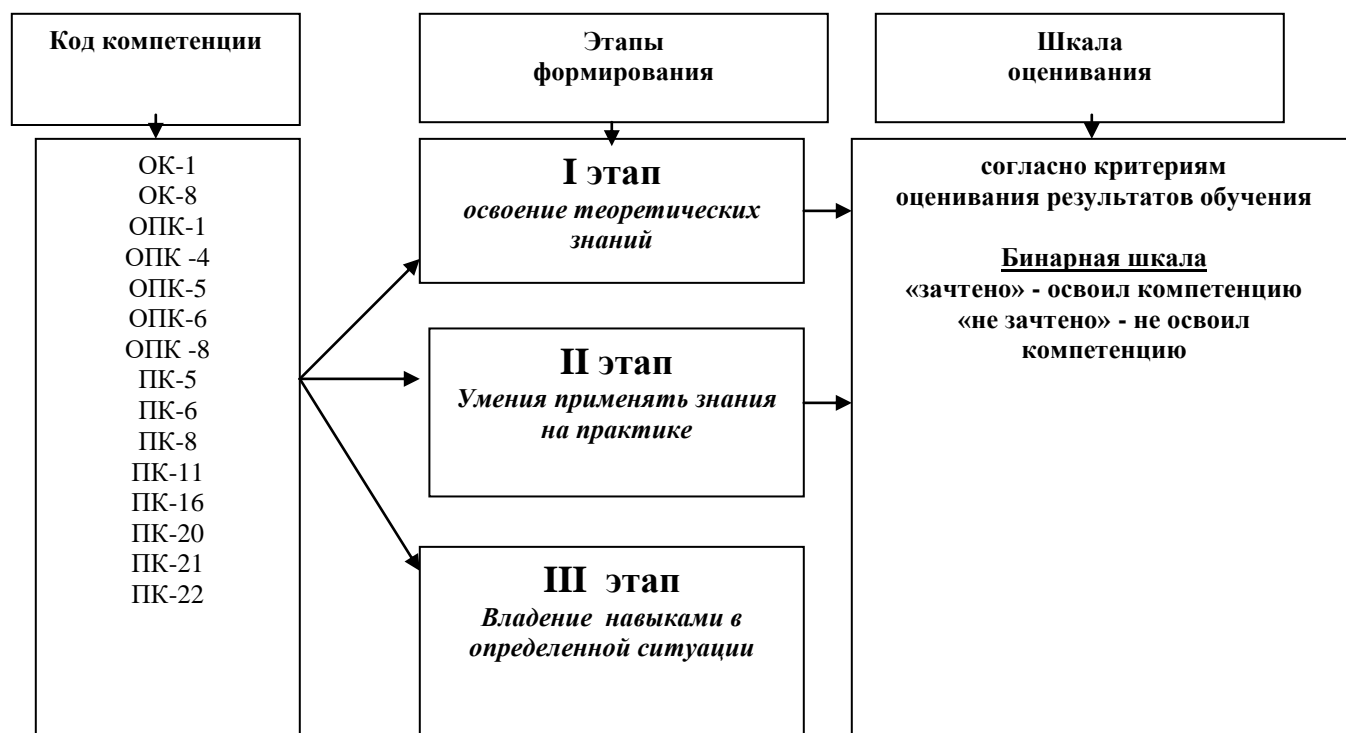 Код компетенции
Этапы
формирования
Шкала
оценивания
ОК-1
ОК-8
ОПК-1
ОПК -4
ОПК-5
ОПК-6
ОПК -8
ПК-5
ПК-6
ПК-8
ПК-11
ПК-16
ПК-20
ПК-21
ПК-22
I этап
освоение теоретических
знаний
II этап
Умения применять знания
на практике
III этап
Владение навыками в
определенной ситуации
согласно критериям
оценивания результатов обучения
Бинарная шкала
«зачтено» - освоил компетенцию
«не зачтено» - не освоил
компетенцию